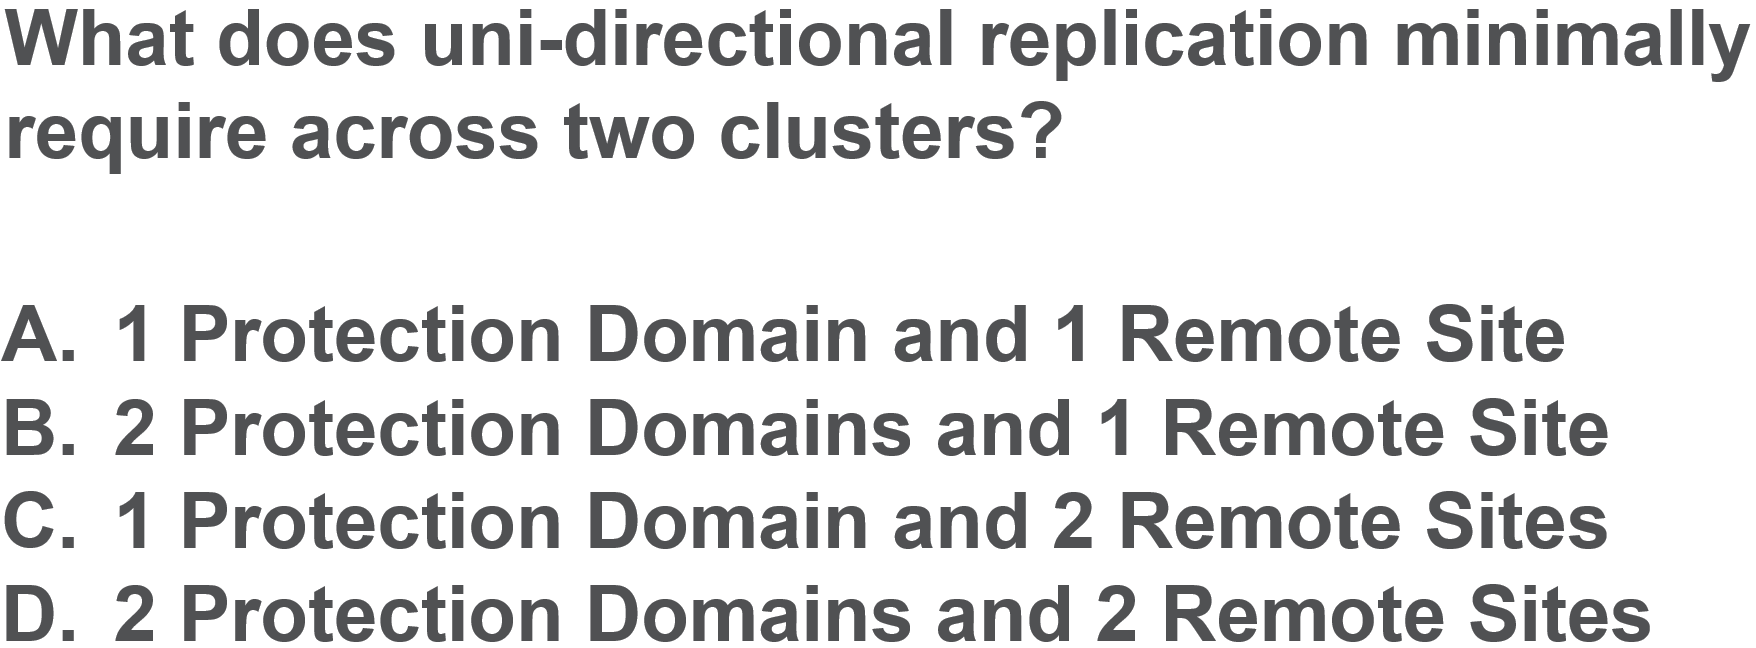 What does uni-directional replication minimally
require across two clusters?
A. 1 Protection Domain and 1 Remote Site
B. 2 Protection Domains and 1 Remote Site
C. 1 Protection Domain and 2 Remote Sites
D. 2 Protection Domains and 2 Remote Sites